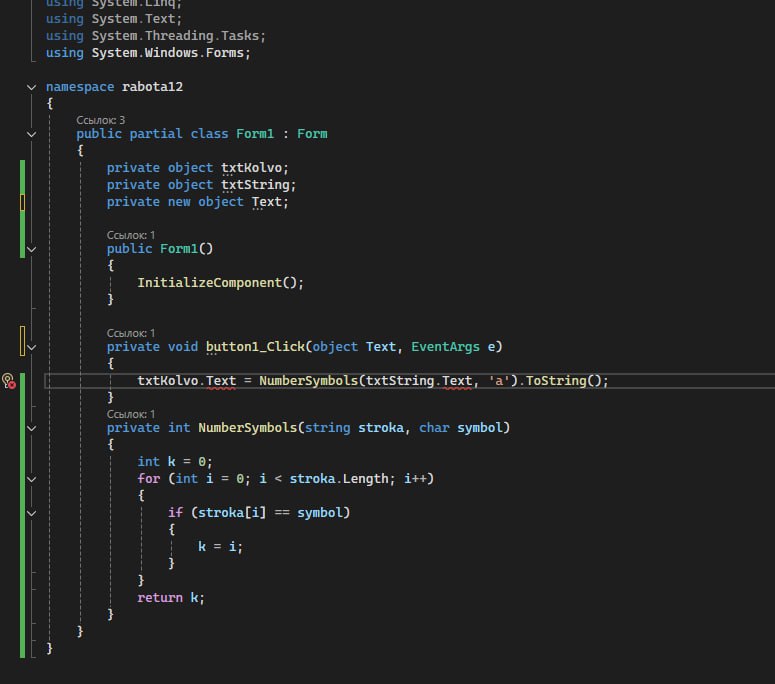 using System.Linq;
using System.Text;
using System.Threading.Tasks;
using System.Windows.Forms;
namespace rabota12
{
Ссылок: 3
public partial class Form1 : Form
{
private object txtKolvo;
private object txtString;
private new object Text;
Ссылок: 1
public Form1()
{
InitializeComponent();
}
Ссылок: 1
private void button1_Click(object Text, EventArgs e)
{
txtKolvo.Text = NumberSymbols(txtString.Text, 'a').ToString();
}
Ссылок: 1
private int NumberSymbols(string stroka, char symbol)
{
int k = 0;
for (int i = 0; i < stroka.Length; i++)
{
if (stroka[i] == symbol)
{
k = i;
}
}
return k;
}
}
}